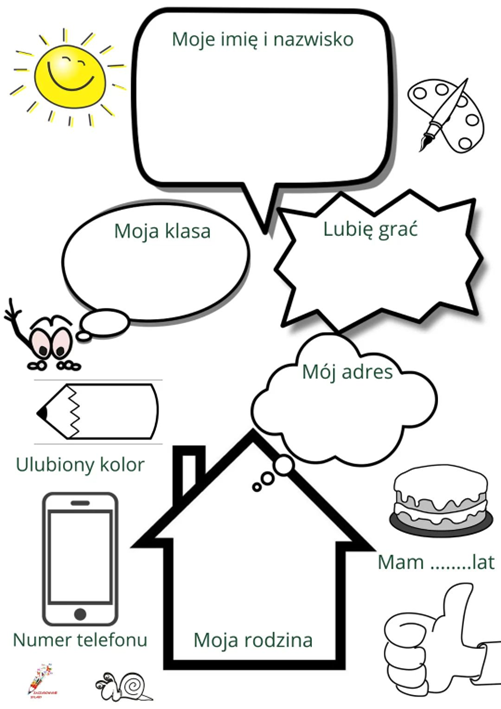 Moje imię i nazwisko
Moja klasa
Lubię grać
Mój adres
Ulubiony kolor
Mam ........lat
Numer telefonu
Moja rodzina